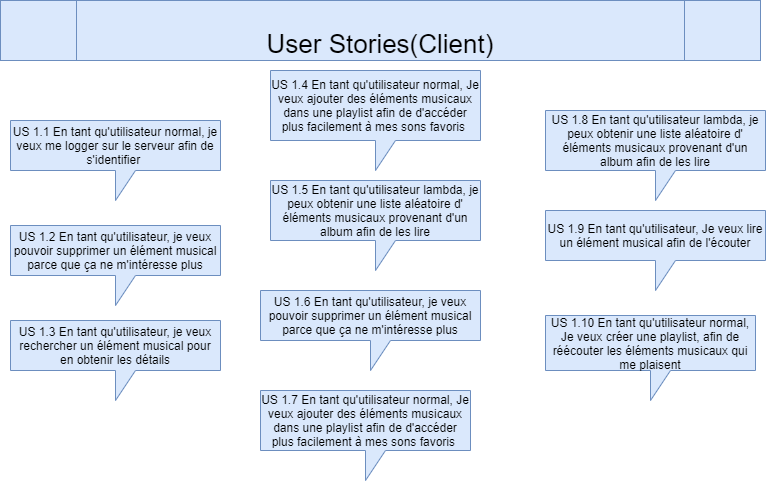 User Stories(Client)
US 1.1 En tant qu'utilisateur normal, je
veux me logger sur le serveur afin de
s'identifier
US 1.2 En tant qu'utilisateur, je veux
pouvoir supprimer un élément musical
parce que ça ne m'intéresse plus
US 1.3 En tant qu'utilisateur, je veux
rechercher un élément musical pour
en obtenir les détails
US 1.4 En tant qu'utilisateur normal, Je
veux ajouter des éléments musicaux
dans une playlist afin de d'accéder
plus facilement à mes sons favoris
US 1.5 En tant qu'utilisateur lambda, je
peux obtenir une liste aléatoire d'
éléments musicaux provenant d'un
album afin de les lire
US 1.6 En tant qu'utilisateur, je veux
pouvoir supprimer un élément musical
parce que ça ne m'intéresse plus
US 1.7 En tant qu'utilisateur normal, Je
veux ajouter des éléments musicaux
dans une playlist afin de d'accéder
plus facilement à mes sons favoris
US 1.8 En tant qu'utilisateur lambda, je
peux obtenir une liste aléatoire d'
éléments musicaux provenant d'un
album afin de les lire
US 1.9 En tant qu'utilisateur, Je veux lire
un élément musical afin de l'écouter
US 1.10 En tant qu'utilisateur normal,
Je veux créer une playlist, afin de
réécouter les éléments musicaux qui
me plaisent